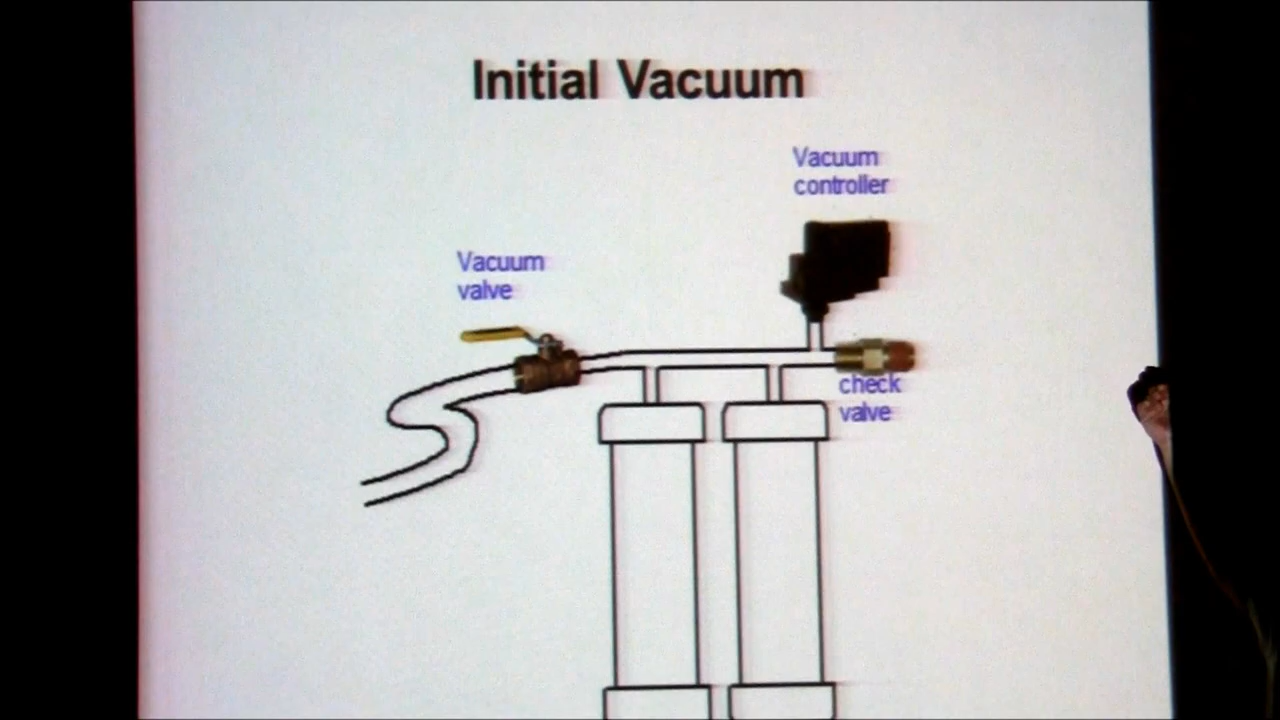 Initial Vacuum
Vacuum
controller
Vacuum
valve
check
valve